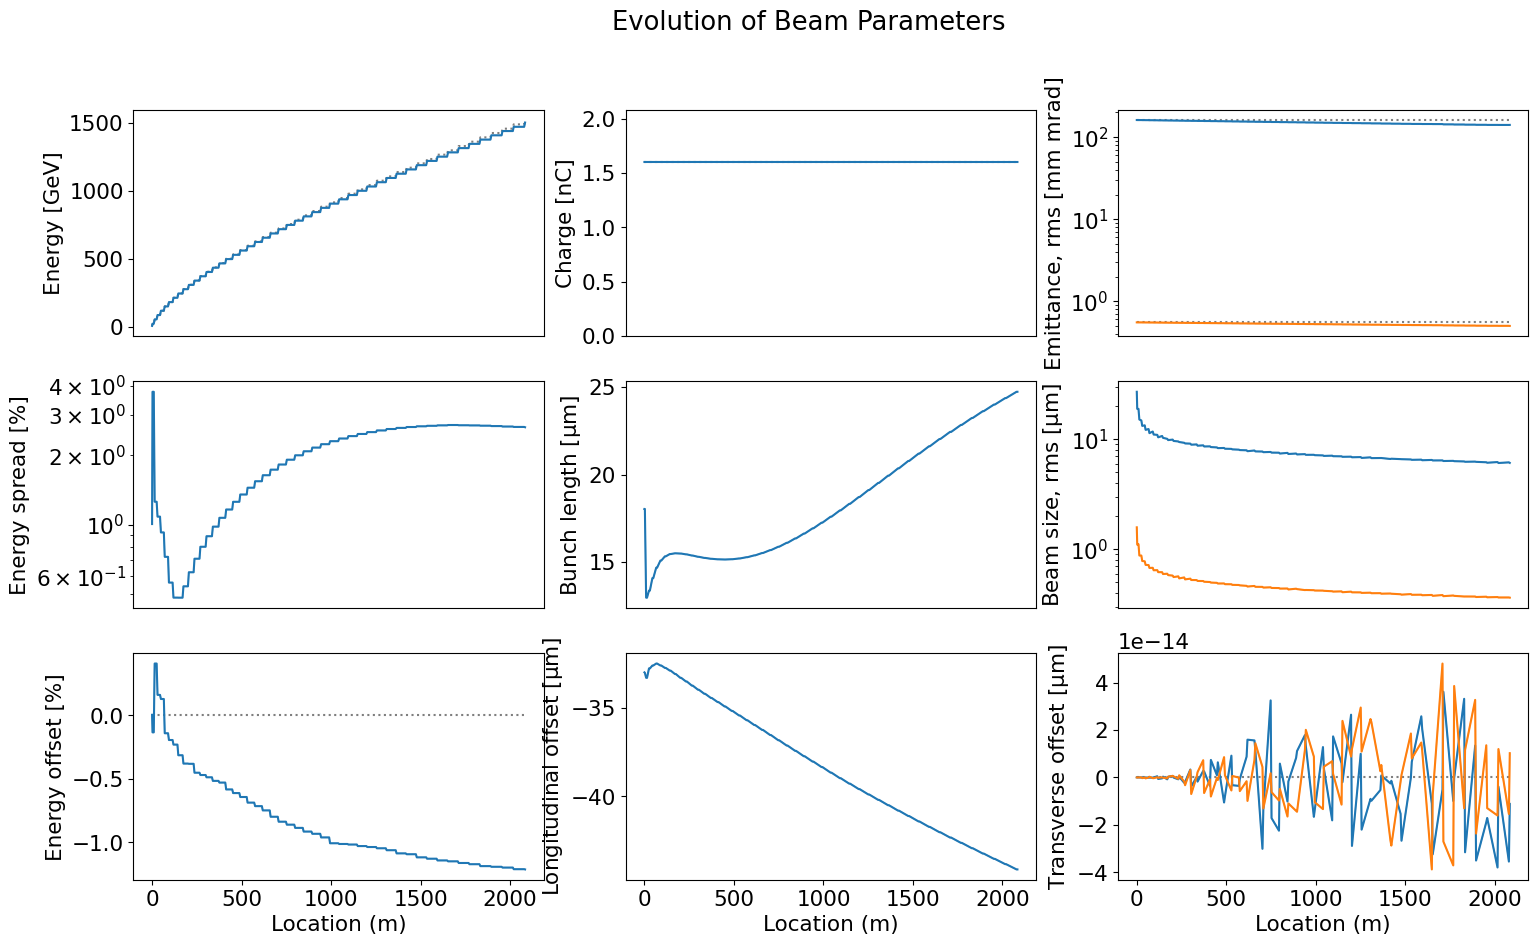 Evolution of Beam Parameters
Energy [GeV]
1500
1000
500
0
Charge [nC]
2.0
1.5
1.0
0.5
0.0
Emittance, rms [mm mrad]
10²
10¹
10⁰
Energy spread [%]
4 × 10⁰
3 × 10⁰
2 × 10⁰
10⁰
6 × 10⁻¹
Bunch length [µm]
25
20
15
Beam size, rms [µm]
10¹
10⁰
Energy offset [%]
0.0
−0.5
−1.0
0 500 1000 1500 2000
Location (m)
Longitudinal offset [µm]
−35
−40
0 500 1000 1500 2000
Location (m)
1e−14
Transverse offset [µm]
4
2
0
−2
−4
0 500 1000 1500 2000
Location (m)